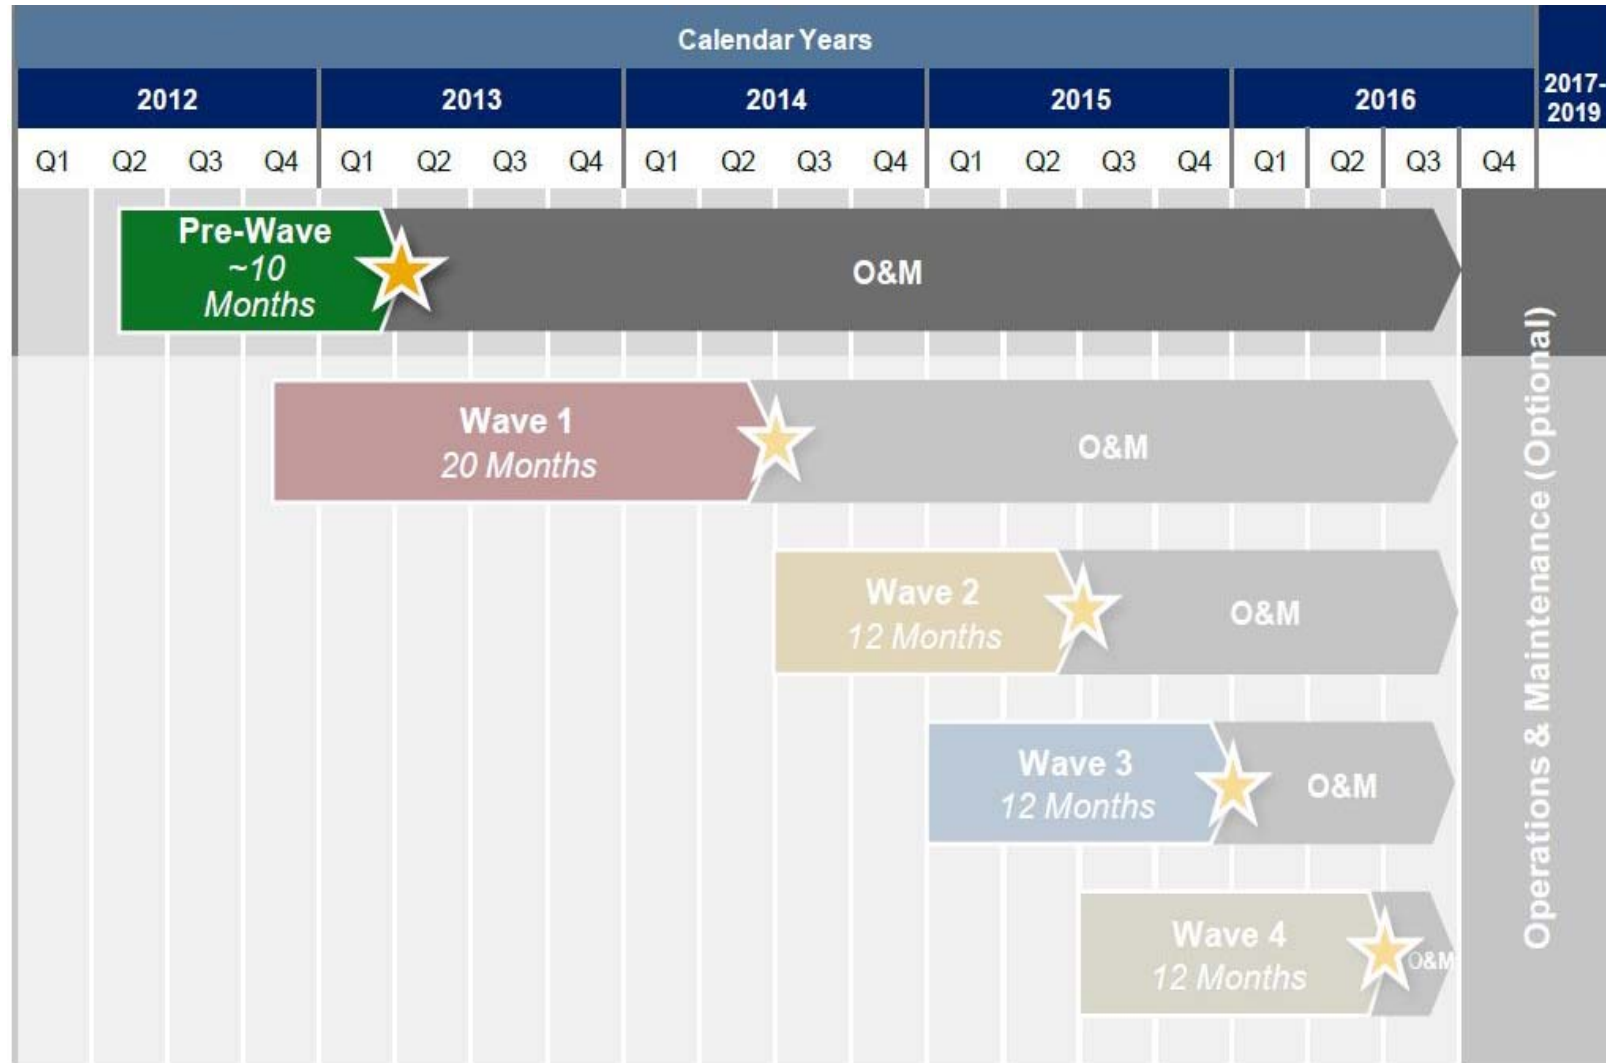 Calendar Years
2012 2013 2014 2015 2016 2017-
2019
Q1 Q2 Q3 Q4 Q1 Q2 Q3 Q4 Q1 Q2 Q3 Q4 Q1 Q2 Q3 Q4 Q1 Q2 Q3 Q4
Pre-Wave
~10
Months
O&M
Wave 1
20 Months
O&M
Wave 2
12 Months
O&M
Wave 3
12 Months
O&M
Wave 4
12 Months
O&M
Operations & Maintenance (Optional)